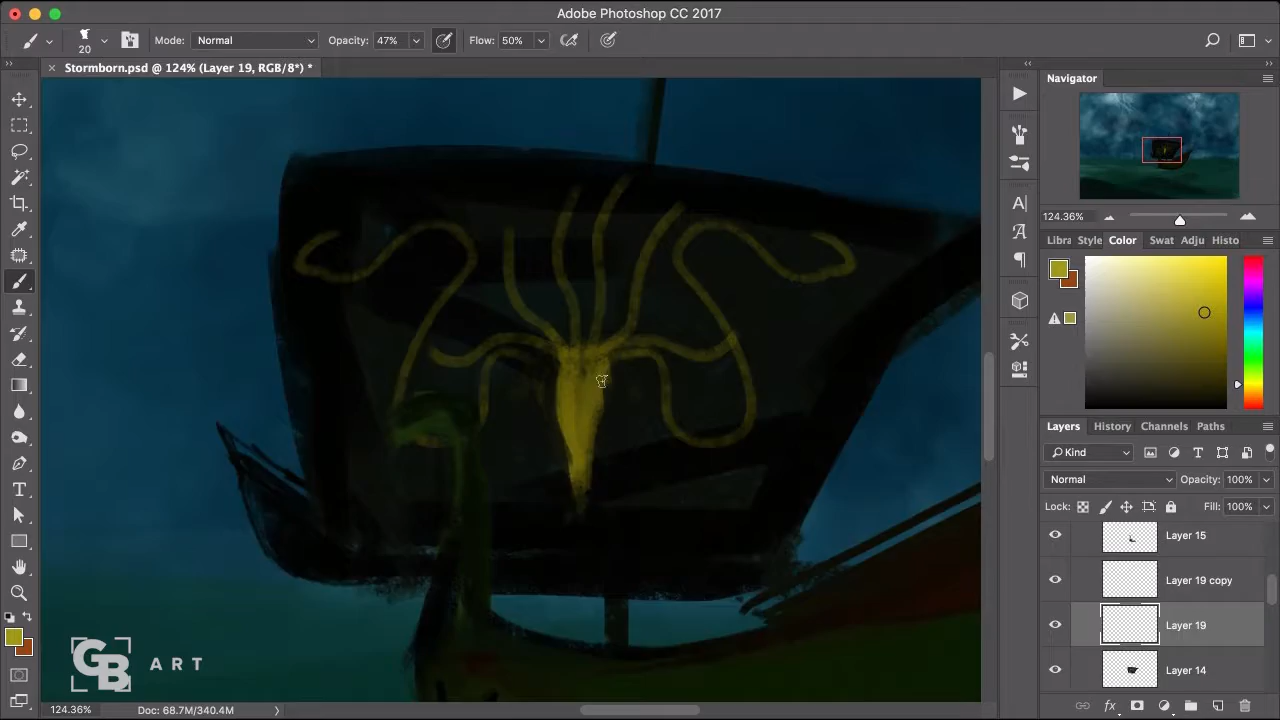 Adobe Photoshop CC 2017
20
Mode: Normal
Opacity: 47%
Flow: 50%
Stormborn.psd @ 124% (Layer 19, RGB/8*) *
Navigator
124.36%
Libra
Style
Color
Swat
Adju
Histo
Layers
History
Channels
Paths
Kind
Normal
Opacity: 100%
Lock:
Fill: 100%
Layer 15
Layer 19 copy
Layer 19
Layer 14
fx
GB ART
124.36%
Doc: 68.7M/340.4M